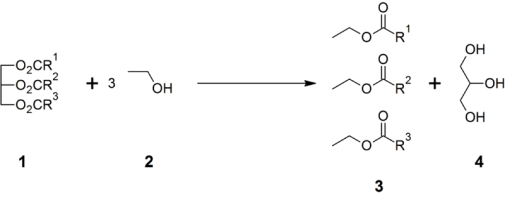 O₂CR¹
O₂CR²
O₂CR³
1
+
3
OH
2
O
O
R¹
O
O
R²
O
O
R³
3
+
OH
OH
OH
4